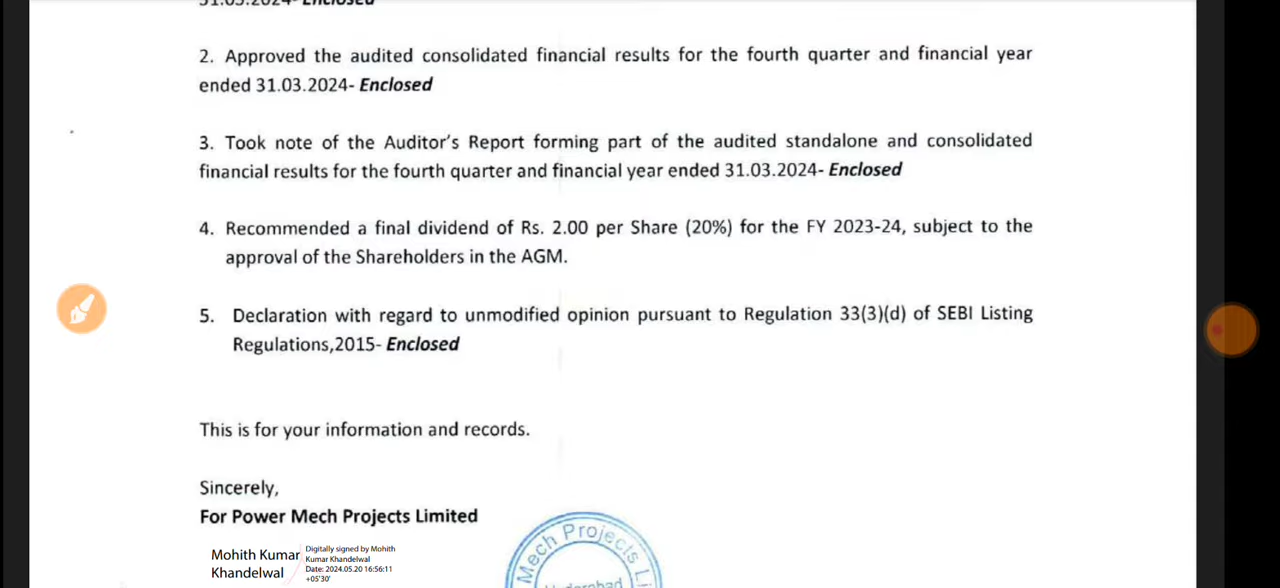 31.03.2024- Enclosed
2. Approved the audited consolidated financial results for the fourth quarter and financial year
ended 31.03.2024- Enclosed
3. Took note of the Auditor's Report forming part of the audited standalone and consolidated
financial results for the fourth quarter and financial year ended 31.03.2024- Enclosed
4. Recommended a final dividend of Rs. 2.00 per Share (20%) for the FY 2023-24, subject to the
approval of the Shareholders in the AGM.
5. Declaration with regard to unmodified opinion pursuant to Regulation 33(3)(d) of SEBI Listing
Regulations,2015- Enclosed
This is for your information and records.
Sincerely,
For Power Mech Projects Limited
Mohith Kumar
Khandelwal
Digitally signed by Mohith
Kumar Khandelwal
Date: 2024.05.20 16:56:11
+05'30'
Mech Projects Li